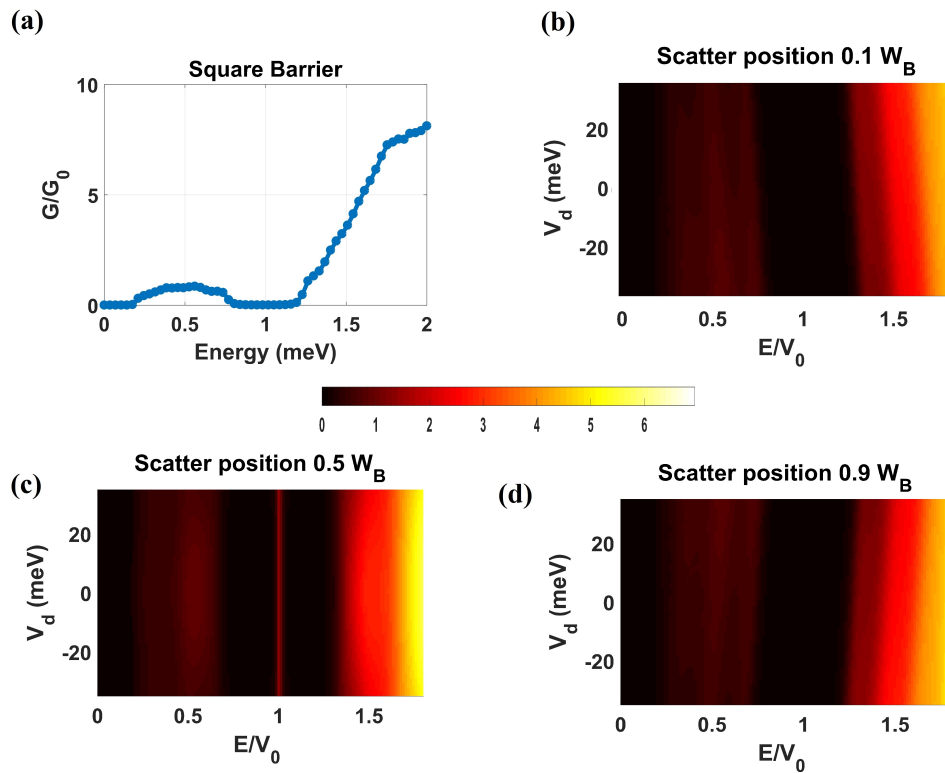 (a)
Square Barrier
10
5
0
G/G0
0 0.5 1 1.5 2
Energy (meV)
(b)
Scatter position 0.1 WB
20
0
-20
Vd (meV)
0 0.5 1 1.5
E/V0
0 1 2 3 4 5 6
(c)
Scatter position 0.5 WB
20
0
-20
Vd (meV)
0 0.5 1 1.5
E/V0
(d)
Scatter position 0.9 WB
20
0
-20
Vd (meV)
0 0.5 1 1.5
E/V0